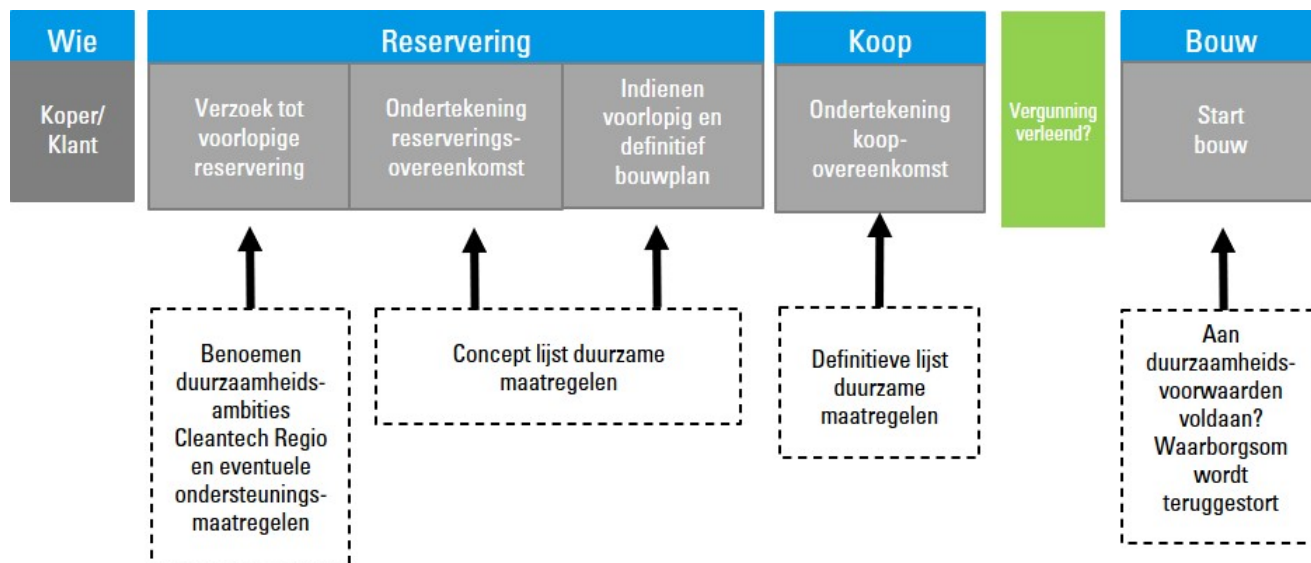 Wie
Reservering
Koop
Bouw
Koper/
Klant
Verzoek tot
voorlopige
reservering
Ondertekening
reserverings-
overeenkomst
Indienen
voorlopig en
definitief
bouwplan
Ondertekening
koop-
overeenkomst
Vergunning
verleend?
Start
bouw
Benoemen
duurzaamheids-
ambities
Cleantech Regio
en eventuele
ondersteunings-
maatregelen
Concept lijst duurzame
maatregelen
Definitieve lijst
duurzame
maatregelen
Aan
duurzaamheids-
voorwaarden
voldaan?
Waarborgsom
wordt
teruggestort